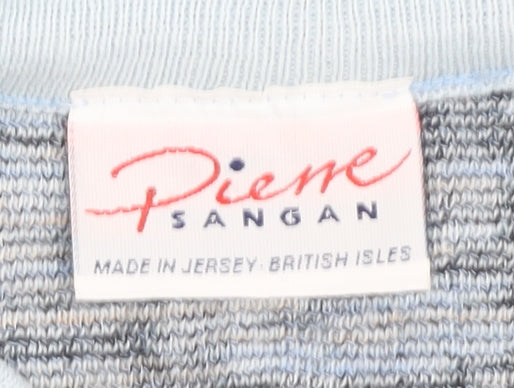 Pierre
SANGAN
MADE IN JERSEY. BRITISH ISLES